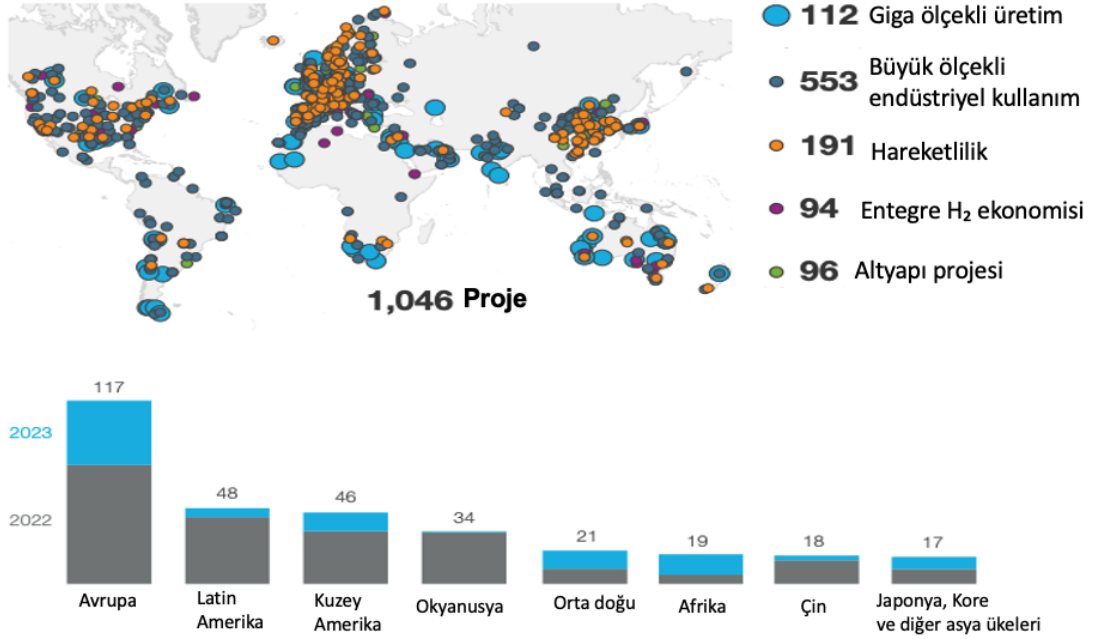 112 Giga ölçekli üretim
553 Büyük ölçekli
endüstriyel kullanım
191 Hareketlilik
94 Entegre H₂ ekonomisi
96 Altyapı projesi
1,046 Proje
117
2023
2022
48
46
34
21
19
18
17
Avrupa
Latin
Amerika
Kuzey
Amerika
Okyanusya
Orta doğu
Afrika
Çin
Japonya, Kore
ve diğer asya ükeleri